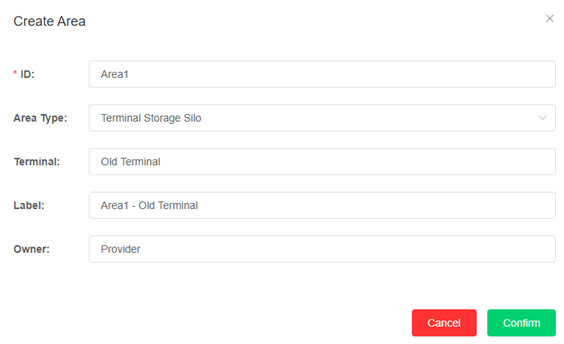 Create Area
* ID: Area1
Area Type: Terminal Storage Silo
Terminal: Old Terminal
Label: Area1 - Old Terminal
Owner: Provider
Cancel Confirm